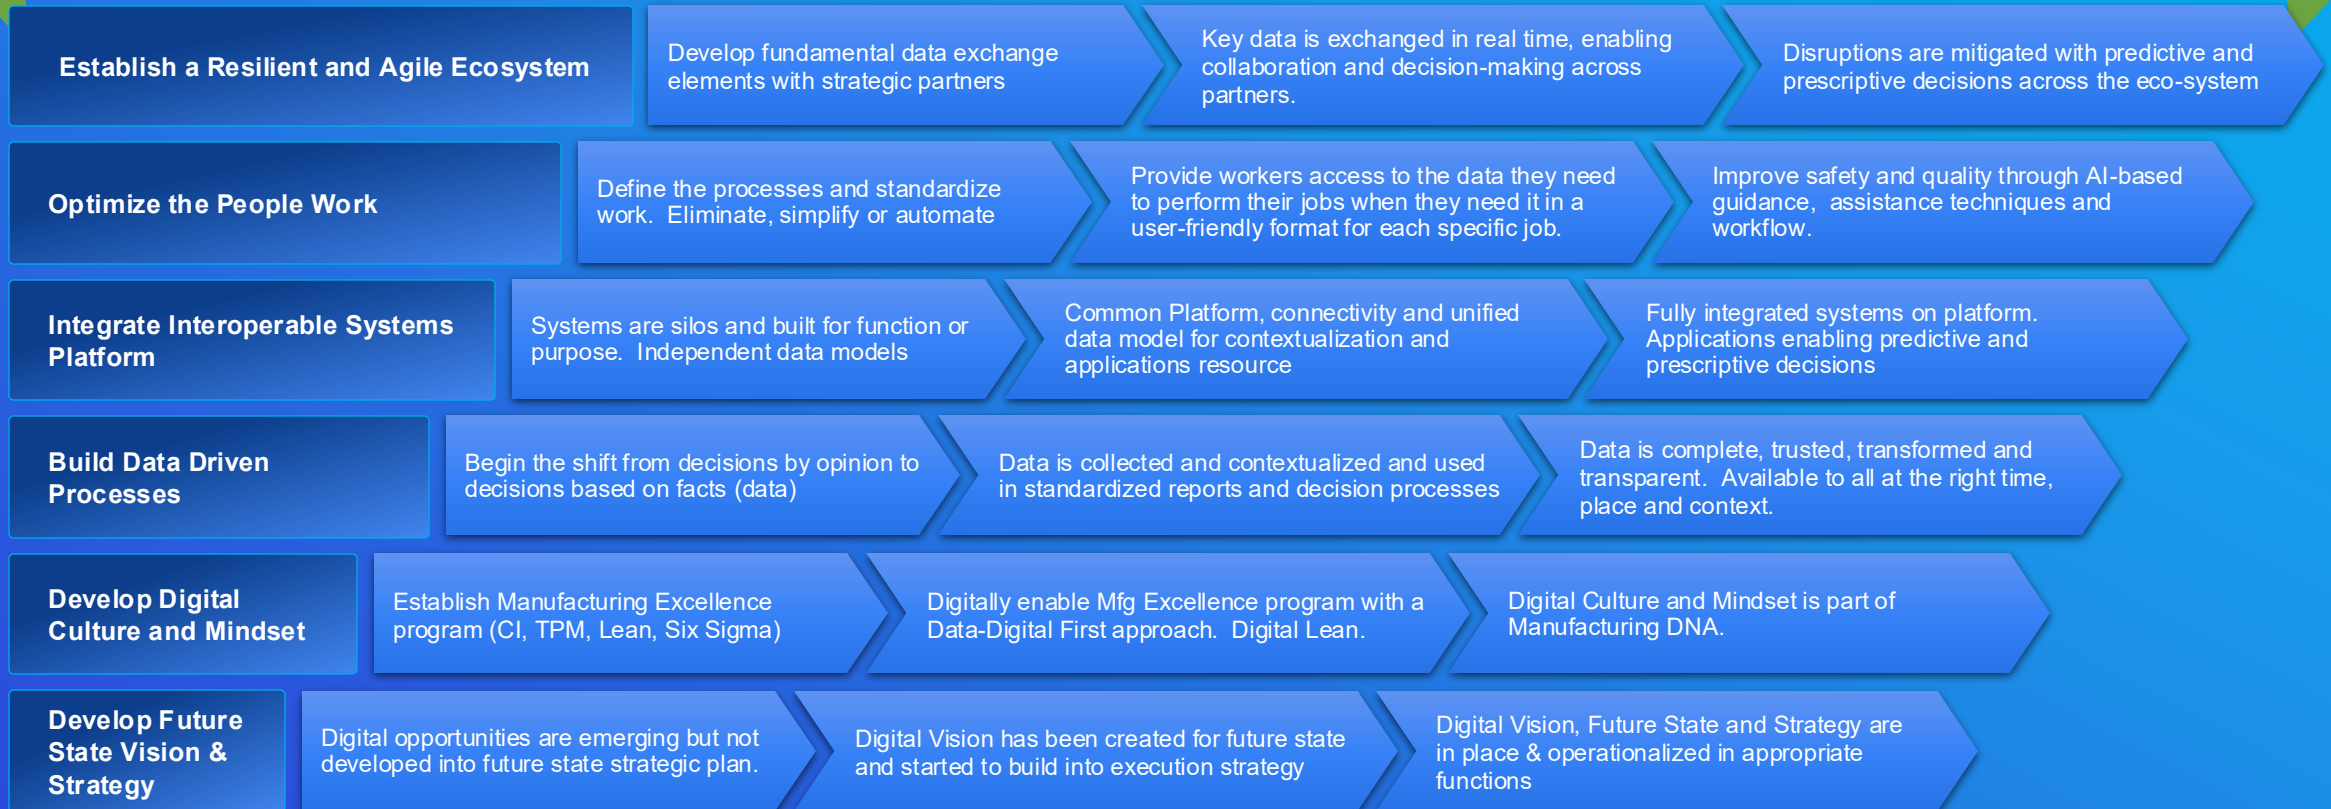 Establish a Resilient and Agile Ecosystem
Develop fundamental data exchange
elements with strategic partners
Key data is exchanged in real time, enabling
collaboration and decision-making across
partners.
Disruptions are mitigated with predictive and
prescriptive decisions across the eco-system
Optimize the People Work
Define the processes and standardize
work.  Eliminate, simplify or automate
Provide workers access to the data they need
to perform their jobs when they need it in a
user-friendly format for each specific job.
Improve safety and quality through AI-based
guidance,  assistance techniques and
workflow.
Integrate Interoperable Systems
Platform
Systems are silos and built for function or
purpose.  Independent data models
Common Platform, connectivity and unified
data model for contextualization and
applications resource
Fully integrated systems on platform.
Applications enabling predictive and
prescriptive decisions
Build Data Driven
Processes
Begin the shift from decisions by opinion to
decisions based on facts (data)
Data is collected and contextualized and used
in standardized reports and decision processes
Data is complete, trusted, transformed and
transparent.  Available to all at the right time,
place and context.
Develop Digital
Culture and Mindset
Establish Manufacturing Excellence
program (CI, TPM, Lean, Six Sigma)
Digitally enable Mfg Excellence program with a
Data-Digital First approach.  Digital Lean.
Digital Culture and Mindset is part of
Manufacturing DNA.
Develop Future
State Vision &
Strategy
Digital opportunities are emerging but not
developed into future state strategic plan.
Digital Vision has been created for future state
and started to build into execution strategy
Digital Vision, Future State and Strategy are
in place & operationalized in appropriate
functions